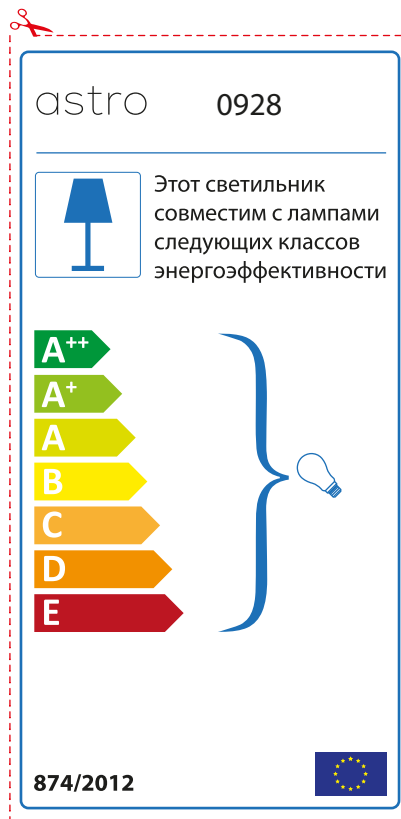 astro 0928
Этот светильник
совместим с лампами
следующих классов
энергоэффективности
A++
A+
A
B
C
D
E
874/2012